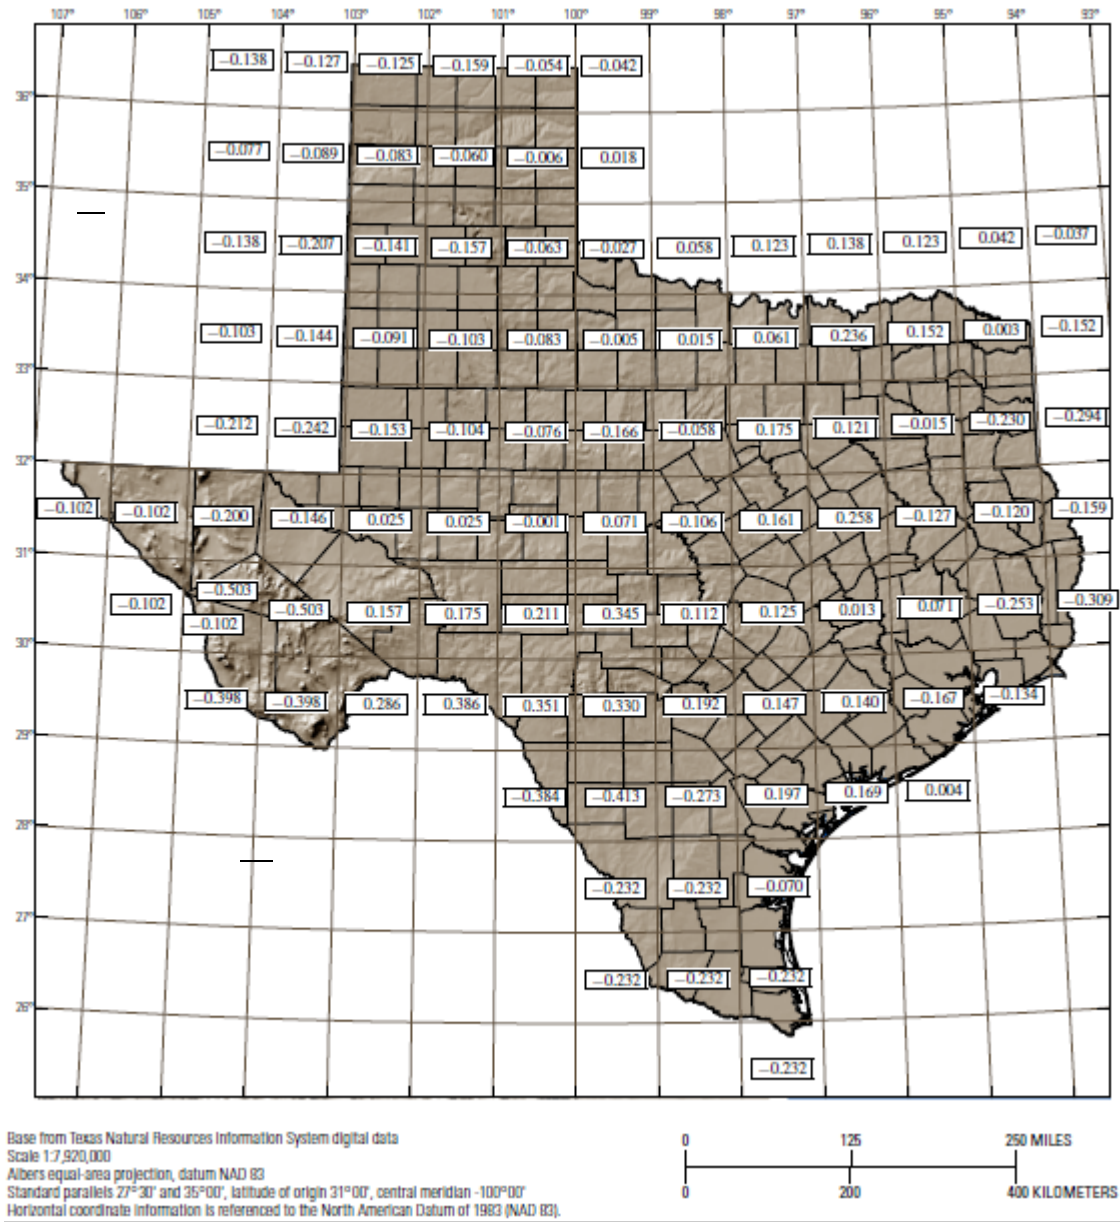 107° 106° 105° 104° 103° 102° 101° 100° 99° 98° 97° 96° 95° 94° 93°
−0.138 −0.127 −0.125 −0.159 −0.054 −0.042
36°
−0.077 −0.089 −0.083 −0.060 −0.006 0.018
35°
−0.138 −0.207 −0.141 −0.157 −0.063 −0.027 0.058 0.123 0.138 0.123 0.042 −0.037
34°
−0.103 −0.144 −0.091 −0.103 −0.083 −0.005 0.015 0.061 0.236 0.152 0.003 −0.152
33°
−0.212 −0.242 −0.153 −0.104 −0.076 −0.166 −0.058 0.175 0.121 −0.015 −0.230 −0.294
32°
−0.102 −0.102 −0.200 −0.146 0.025 0.025 −0.001 0.071 −0.106 0.161 0.258 −0.127 −0.120 −0.159
31°
−0.503
−0.102 −0.503 0.157 0.175 0.211 0.345 0.112 0.125 0.013 0.071 −0.253 −0.309
−0.102
30°
−0.398 −0.398 0.286 0.386 0.351 0.330 0.192 0.147 0.140 −0.167 −0.134
29°
−0.384 −0.413 −0.273 0.197 0.169 0.004
28°
−0.232 −0.232 −0.070
27°
−0.232 −0.232 −0.232
26°
−0.232
Base from Texas Natural Resources Information System digital data
Scale 1:7,920,000
Albers equal-area projection, datum NAD 83
Standard parallels 27°30' and 35°00', latitude of origin 31°00', central meridian -100°00'
Horizontal coordinate information is referenced to the North American Datum of 1983 (NAD 83).
0 125 250 MILES
0 200 400 KILOMETERS